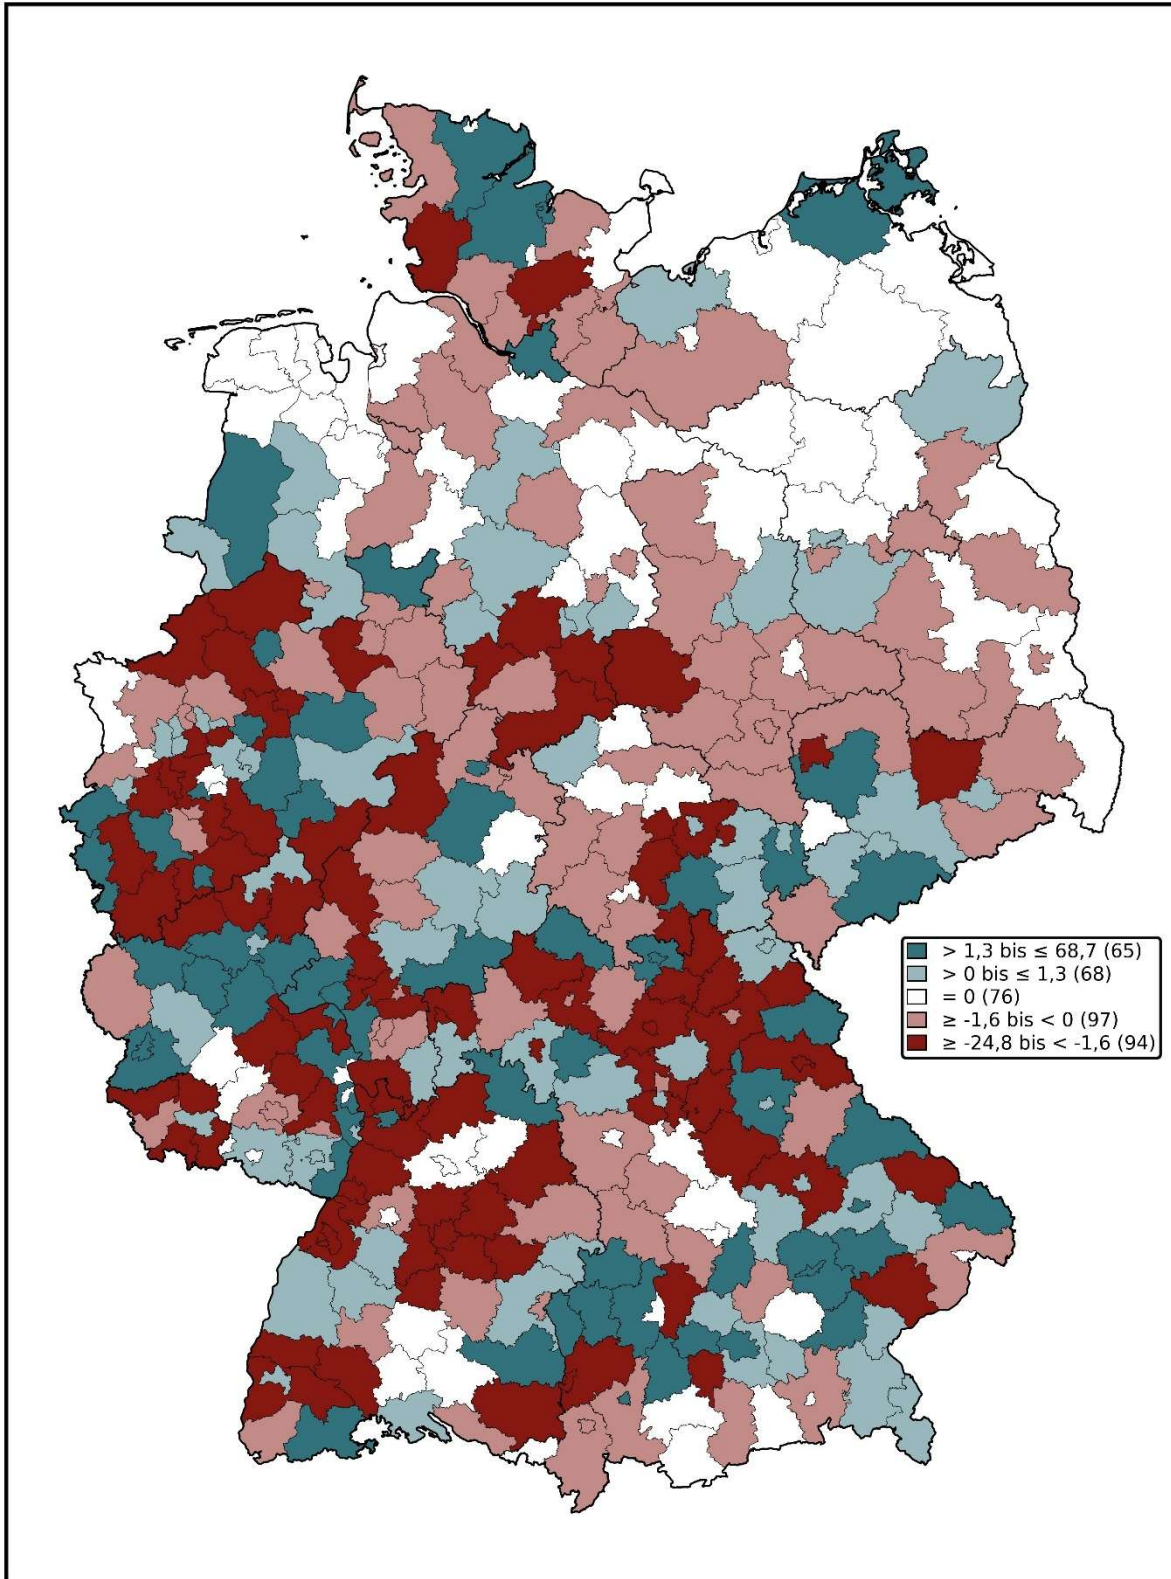 > 1,3 bis ≤ 68,7 (65)
> 0 bis ≤ 1,3 (68)
= 0 (76)
≥ -1,6 bis < 0 (97)
≥ -24,8 bis < -1,6 (94)